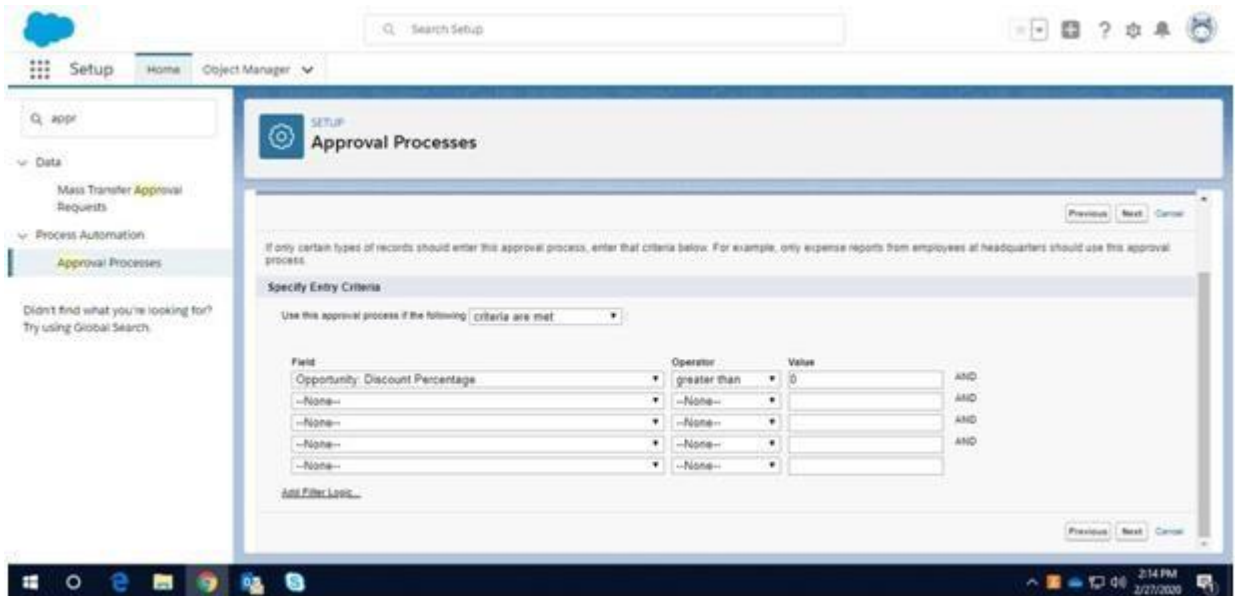 Search Setup
Setup Home Object Manager
appr
Data
Mass Transfer Approval
Requests
Process Automation
Approval Processes
Didn't find what you're looking for?
Try using Global Search.
SETUP
Approval Processes
Previous Next Cancel
If only certain types of records should enter this approval process, enter that criteria below. For example, only expense reports from employees at headquarters should use this approval
process.
Specify Entry Criteria
Use this approval process if the following criteria are met
Field Operator Value
Opportunity: Discount Percentage greater than 0 AND
--None-- --None-- AND
--None-- --None-- AND
--None-- --None-- AND
--None-- --None--
Add Filter Logic...
Previous Next Cancel
2:14 PM
2/27/2020